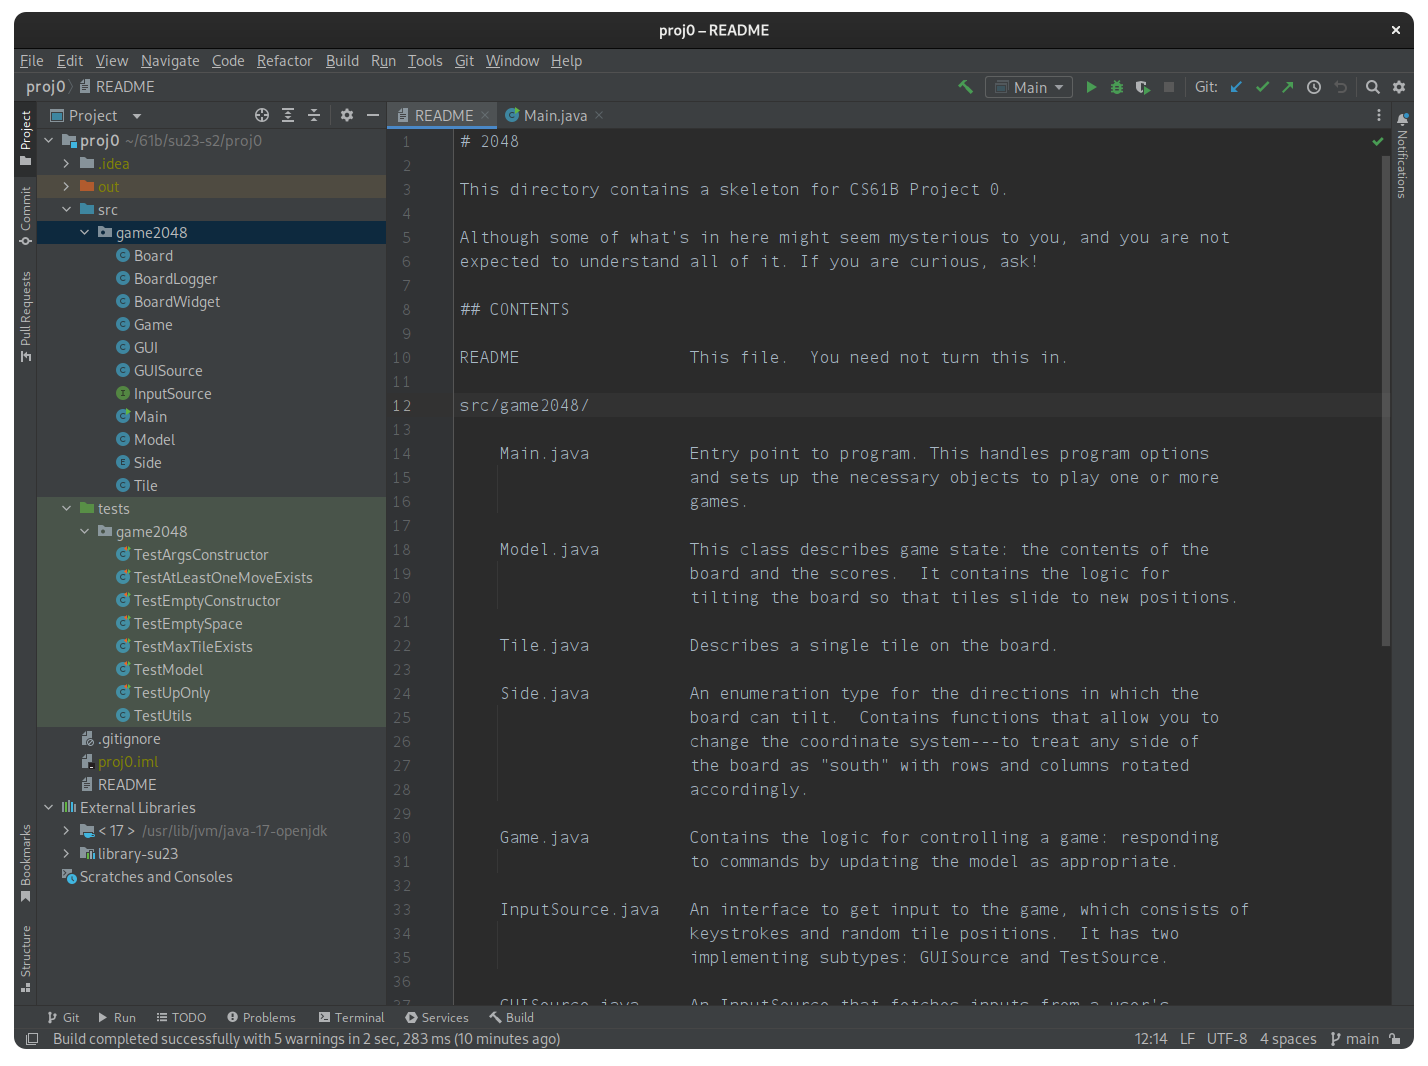 proj0 – README
File Edit View Navigate Code Refactor Build Run Tools Git Window Help
proj0 README Main Git:
Project
README
Main.java
Project
Commit
Pull Requests
Bookmarks
Structure
Notifications
proj0 ~/61b/su23-s2/proj0
.idea
out
src
game2048
Board
BoardLogger
BoardWidget
Game
GUI
GUISource
InputSource
Main
Model
Side
Tile
tests
game2048
TestArgsConstructor
TestAtLeastOneMoveExists
TestEmptyConstructor
TestEmptySpace
TestMaxTileExists
TestModel
TestUpOnly
TestUtils
.gitignore
proj0.iml
README
External Libraries
< 17 > /usr/lib/jvm/java-17-openjdk
library-su23
Scratches and Consoles
1 # 2048
2
3 This directory contains a skeleton for CS61B Project 0.
4
5 Although some of what's in here might seem mysterious to you, and you are not
6 expected to understand all of it. If you are curious, ask!
7
8 ## CONTENTS
9
10 README This file. You need not turn this in.
11
12 src/game2048/
13
14 Main.java Entry point to program. This handles program options
15 and sets up the necessary objects to play one or more
16 games.
17
18 Model.java This class describes game state: the contents of the
19 board and the scores. It contains the logic for
20 tilting the board so that tiles slide to new positions.
21
22 Tile.java Describes a single tile on the board.
23
24 Side.java An enumeration type for the directions in which the
25 board can tilt. Contains functions that allow you to
26 change the coordinate system---to treat any side of
27 the board as "south" with rows and columns rotated
28 accordingly.
29
30 Game.java Contains the logic for controlling a game: responding
31 to commands by updating the model as appropriate.
32
33 InputSource.java An interface to get input to the game, which consists of
34 keystrokes and random tile positions. It has two
35 implementing subtypes: GUISource and TestSource.
36
37 GUISource.java An InputSource that fetches inputs from a user's
Git Run TODO Problems Terminal Services Build
Build completed successfully with 5 warnings in 2 sec, 283 ms (10 minutes ago) 12:14 LF UTF-8 4 spaces main